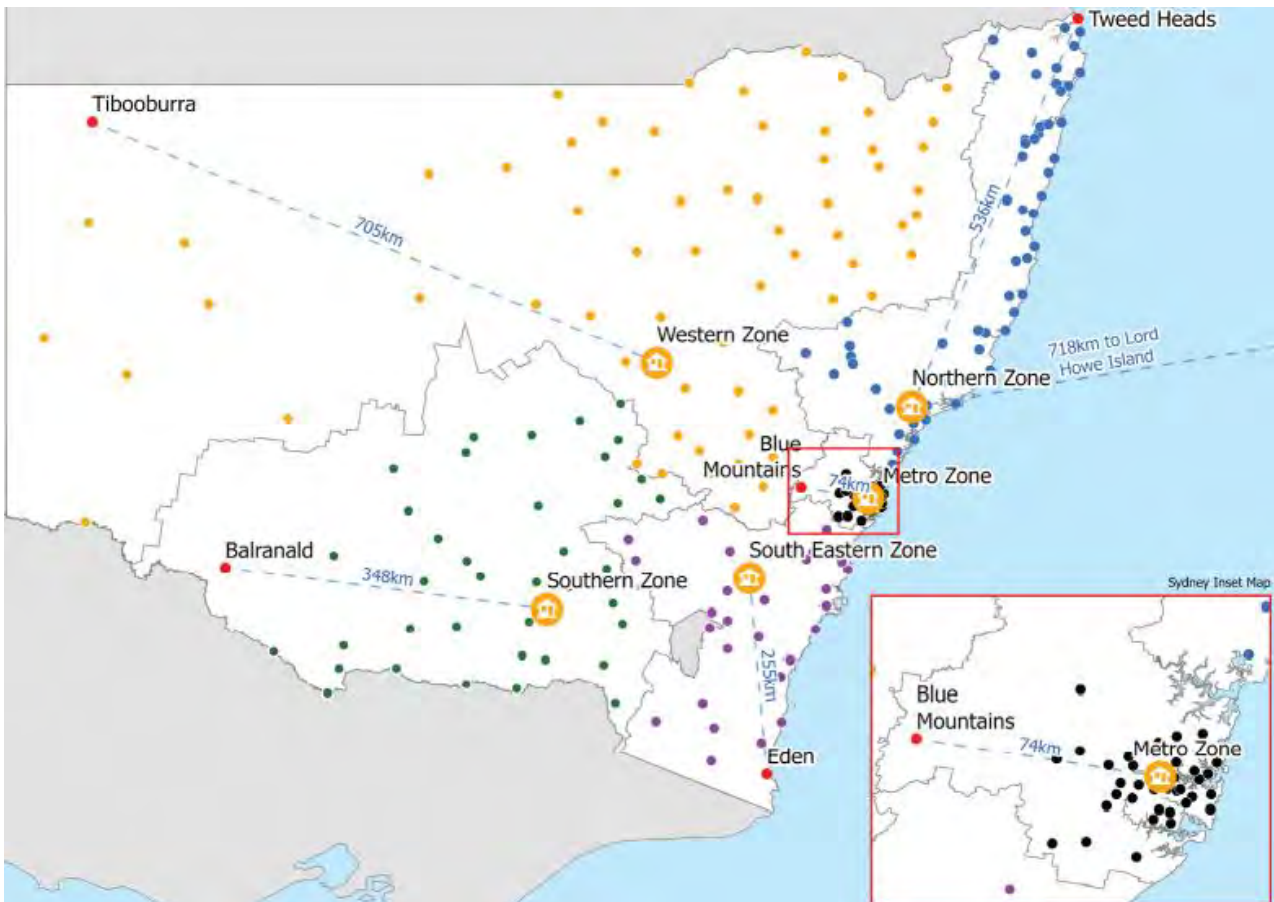 Tweed Heads
Tibooburra
705km
536km
Western Zone
718km to Lord
Howe Island
Northern Zone
Blue
Mountains
74km
Metro Zone
Balranald
348km
Southern Zone
South Eastern Zone
255km
Eden
Sydney Inset Map
Blue
Mountains
74km
Metro Zone